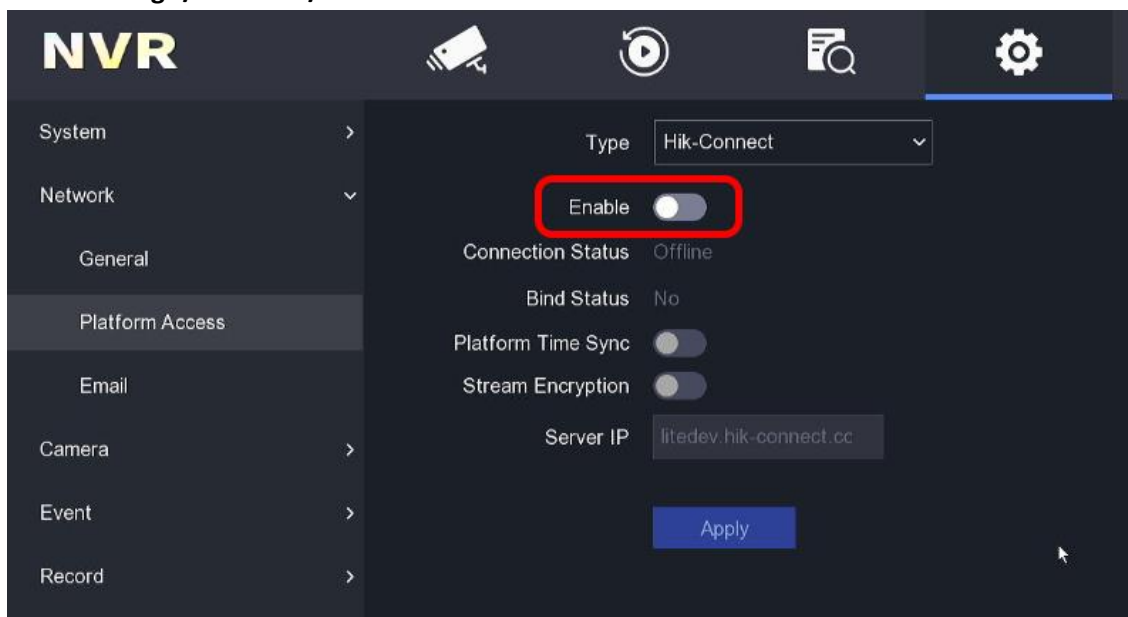 NVR
System
Type Hik-Connect
Network
Enable
General
Connection Status Offline
Bind Status No
Platform Access
Platform Time Sync
Email
Stream Encryption
Camera
Server IP litedev.hik-connect.cc
Event
Apply
Record